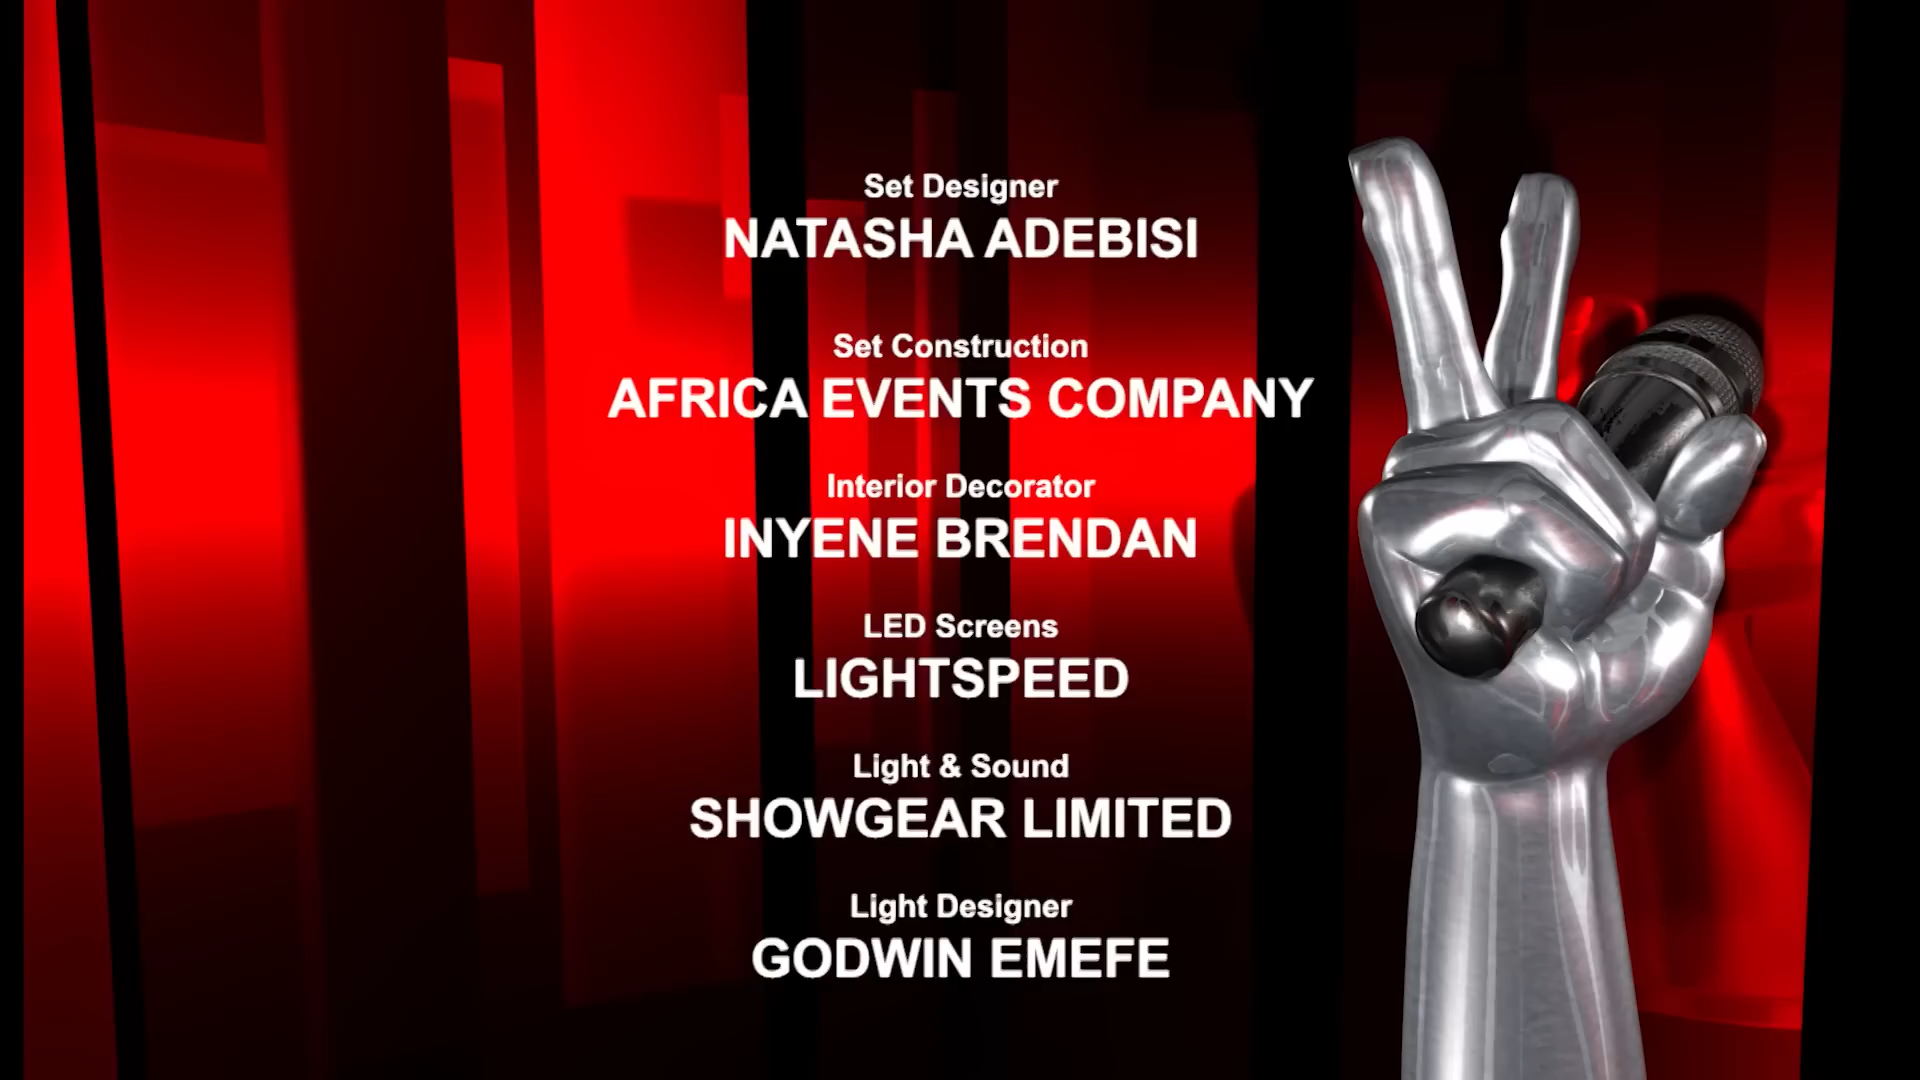 Set Designer
NATASHA ADEBISI
Set Construction
AFRICA EVENTS COMPANY
Interior Decorator
INYENE BRENDAN
LED Screens
LIGHTSPEED
Light & Sound
SHOWGEAR LIMITED
Light Designer
GODWIN EMEFE